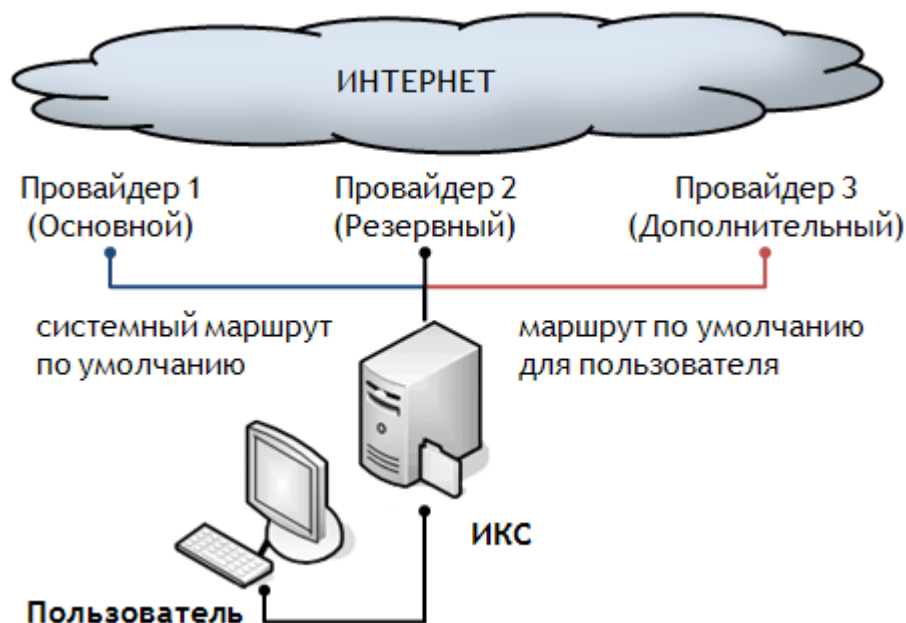 ИНТЕРНЕТ
Провайдер 1
(Основной)
Провайдер 2
(Резервный)
Провайдер 3
(Дополнительный)
системный маршрут
по умолчанию
маршрут по умолчанию
для пользователя
ИКС
Пользователь